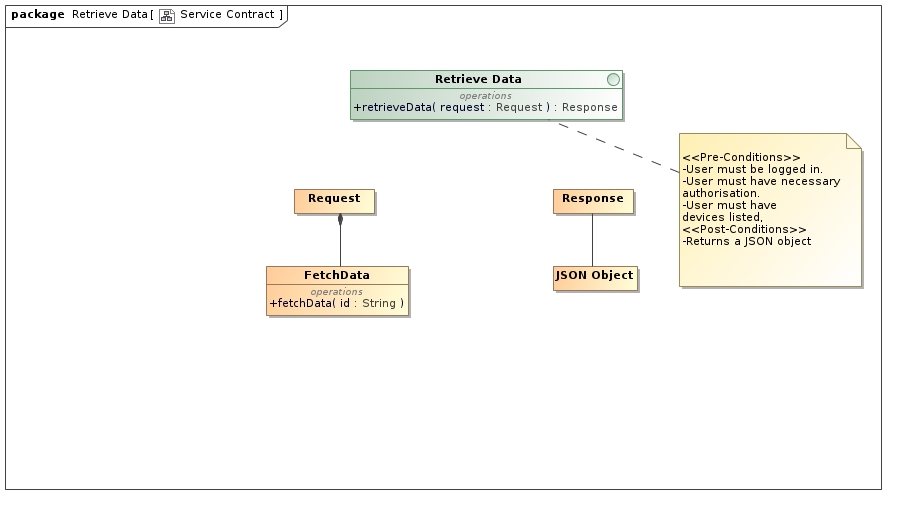 package Retrieve Data[ Service Contract ]
Retrieve Data
operations
+retrieveData( request : Request ) : Response
<<Pre-Conditions>>
-User must be logged in.
-User must have necessary
authorisation.
-User must have
devices listed,
<<Post-Conditions>>
-Returns a JSON object
Request
Response
FetchData
operations
+fetchData( id : String )
JSON Object